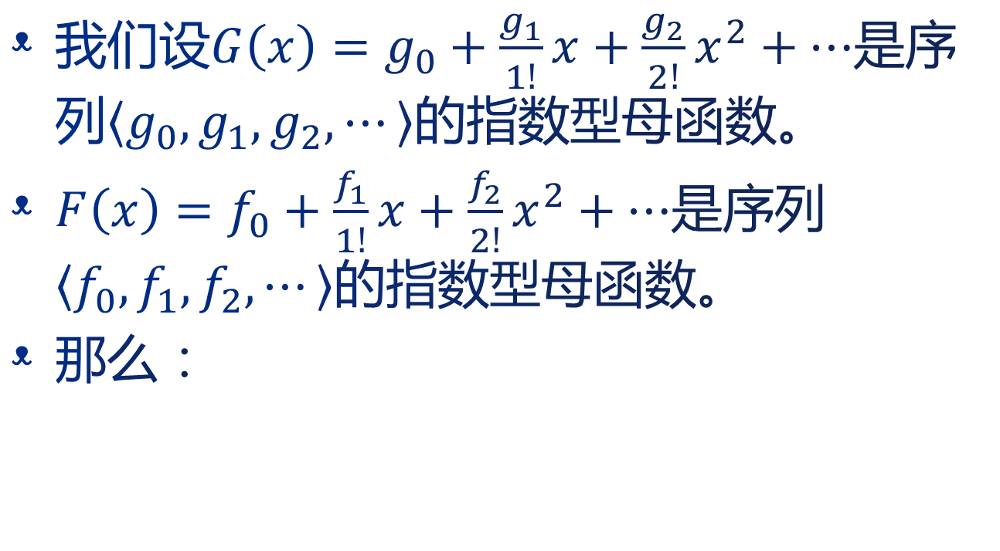 我们设$G(x) = g_0 + \frac{g_1}{1!}x + \frac{g_2}{2!}x^2 + \cdots$是序
列$\langle g_0, g_1, g_2, \cdots \rangle$的指数型母函数。
$F(x) = f_0 + \frac{f_1}{1!}x + \frac{f_2}{2!}x^2 + \cdots$是序列
$\langle f_0, f_1, f_2, \cdots \rangle$的指数型母函数。
那么：